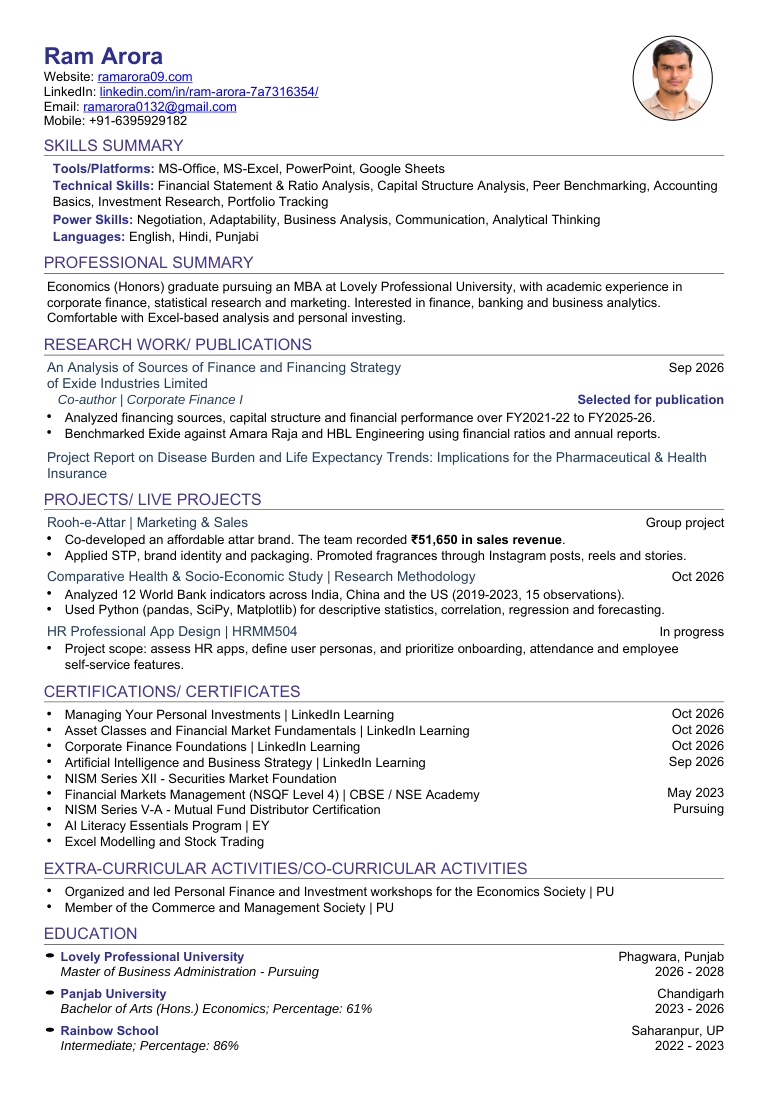 Ram Arora
Website: ramarora09.com
LinkedIn: linkedin.com/in/ram-arora-7a7316354/
Email: ramarora0132@gmail.com
Mobile: +91-6395929182
SKILLS SUMMARY
Tools/Platforms: MS-Office, MS-Excel, PowerPoint, Google Sheets
Technical Skills: Financial Statement & Ratio Analysis, Capital Structure Analysis, Peer Benchmarking, Accounting
Basics, Investment Research, Portfolio Tracking
Power Skills: Negotiation, Adaptability, Business Analysis, Communication, Analytical Thinking
Languages: English, Hindi, Punjabi
PROFESSIONAL SUMMARY
Economics (Honors) graduate pursuing an MBA at Lovely Professional University, with academic experience in
corporate finance, statistical research and marketing. Interested in finance, banking and business analytics.
Comfortable with Excel-based analysis and personal investing.
RESEARCH WORK/ PUBLICATIONS
An Analysis of Sources of Finance and Financing Strategy Sep 2026
of Exide Industries Limited
Co-author | Corporate Finance I Selected for publication
• Analyzed financing sources, capital structure and financial performance over FY2021-22 to FY2025-26.
• Benchmarked Exide against Amara Raja and HBL Engineering using financial ratios and annual reports.
Project Report on Disease Burden and Life Expectancy Trends: Implications for the Pharmaceutical & Health
Insurance
PROJECTS/ LIVE PROJECTS
Rooh-e-Attar | Marketing & Sales Group project
• Co-developed an affordable attar brand. The team recorded ₹51,650 in sales revenue.
• Applied STP, brand identity and packaging. Promoted fragrances through Instagram posts, reels and stories.
Comparative Health & Socio-Economic Study | Research Methodology Oct 2026
• Analyzed 12 World Bank indicators across India, China and the US (2019-2023, 15 observations).
• Used Python (pandas, SciPy, Matplotlib) for descriptive statistics, correlation, regression and forecasting.
HR Professional App Design | HRMM504 In progress
• Project scope: assess HR apps, define user personas, and prioritize onboarding, attendance and employee
self-service features.
CERTIFICATIONS/ CERTIFICATES
• Managing Your Personal Investments | LinkedIn Learning Oct 2026
• Asset Classes and Financial Market Fundamentals | LinkedIn Learning Oct 2026
• Corporate Finance Foundations | LinkedIn Learning Oct 2026
• Artificial Intelligence and Business Strategy | LinkedIn Learning Sep 2026
• NISM Series XII - Securities Market Foundation
• Financial Markets Management (NSQF Level 4) | CBSE / NSE Academy May 2023
• NISM Series V-A - Mutual Fund Distributor Certification Pursuing
• AI Literacy Essentials Program | EY
• Excel Modelling and Stock Trading
EXTRA-CURRICULAR ACTIVITIES/CO-CURRICULAR ACTIVITIES
• Organized and led Personal Finance and Investment workshops for the Economics Society | PU
• Member of the Commerce and Management Society | PU
EDUCATION
• Lovely Professional University Phagwara, Punjab
Master of Business Administration - Pursuing 2026 - 2028
• Panjab University Chandigarh
Bachelor of Arts (Hons.) Economics; Percentage: 61% 2023 - 2026
• Rainbow School Saharanpur, UP
Intermediate; Percentage: 86% 2022 - 2023